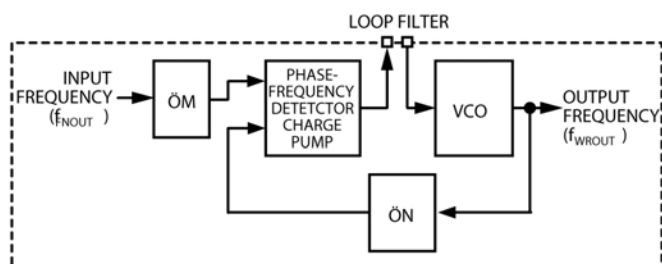 LOOP FILTER
INPUT
FREQUENCY
(fNOUT )
ÖM
PHASE-
FREQUENCY
DETETCTOR
CHARGE
PUMP
VCO
OUTPUT
FREQUENCY
(fWROUT )
ÖN